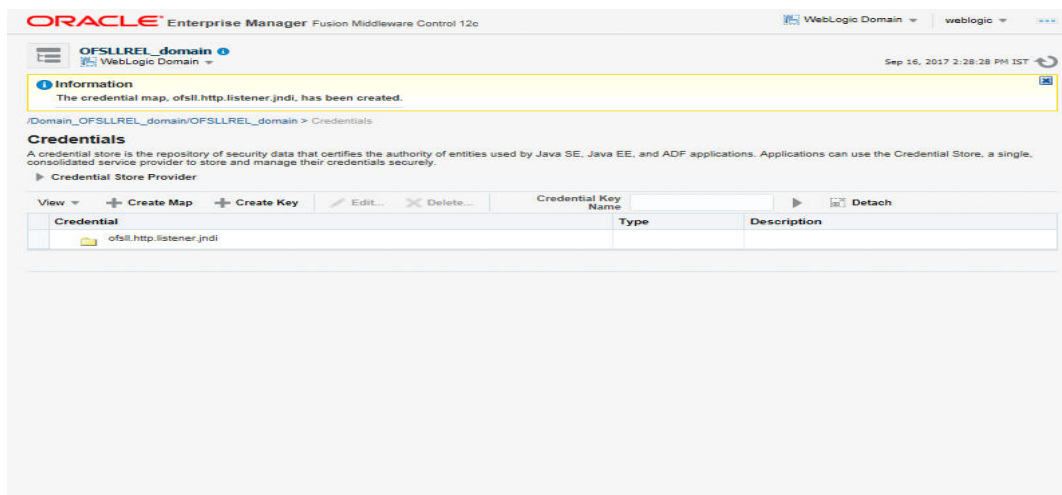 ORACLE Enterprise Manager Fusion Middleware Control 12c
WebLogic Domain weblogic
OFSLLREL_domain
WebLogic Domain
Sep 16, 2017 2:28:28 PM IST
Information
The credential map, ofsll.http.listener.jndi, has been created.
/Domain_OFSLLREL_domain/OFSLLREL_domain > Credentials
Credentials
A credential store is the repository of security data that certifies the authority of entities used by Java SE, Java EE, and ADF applications. Applications can use the Credential Store, a single,
consolidated service provider to store and manage their credentials securely.
Credential Store Provider
View Create Map Create Key Edit... Delete... Credential Key Name Detach
Credential Type Description
ofsll.http.listener.jndi